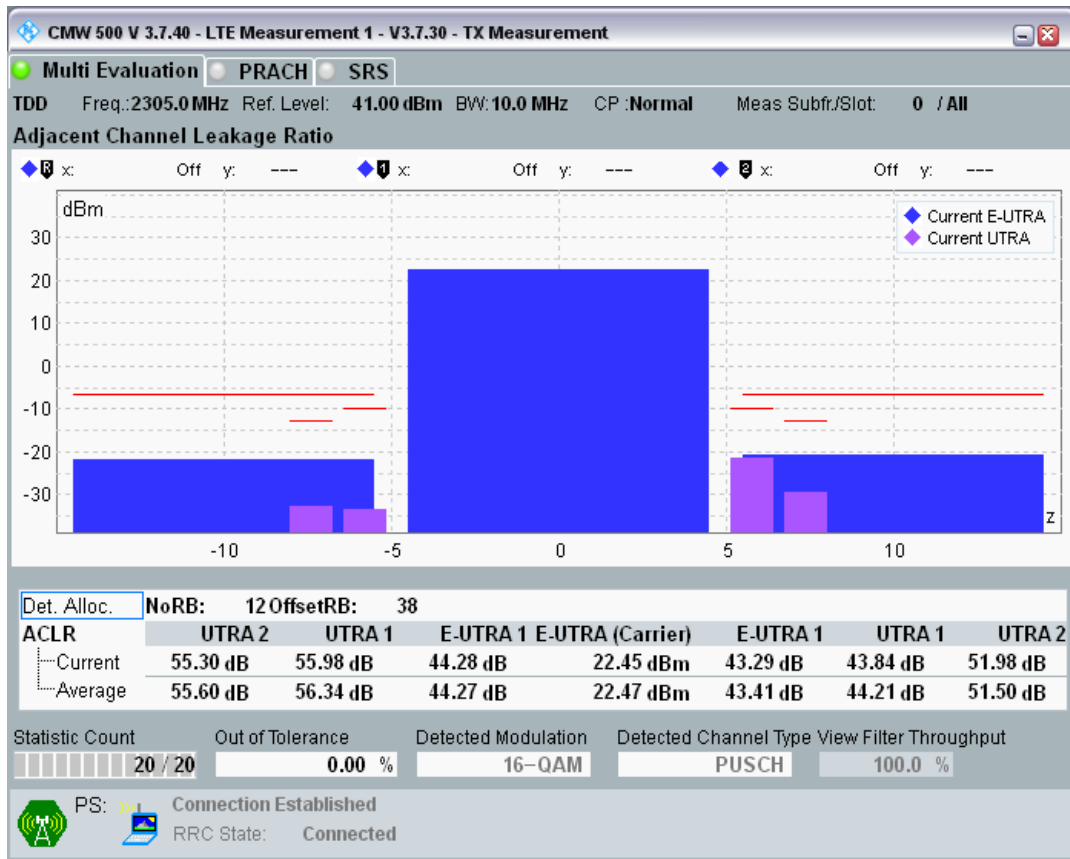 CMW 500 V 3.7.40 - LTE Measurement 1 - V3.7.30 - TX Measurement
Multi Evaluation PRACH SRS
TDD Freq.:2305.0 MHz Ref. Level: 41.00 dBm BW:10.0 MHz CP :Normal Meas Subfr./Slot: 0 / All
Adjacent Channel Leakage Ratio
R x: Off y: --- 1 x: Off y: --- 2 x: Off y: ---
dBm
Current E-UTRA
Current UTRA
30
20
10
0
-10
-20
-30
z
-10 -5 0 5 10
Det. Alloc. NoRB: 12 OffsetRB: 38
ACLR UTRA 2 UTRA 1 E-UTRA 1 E-UTRA (Carrier) E-UTRA 1 UTRA 1 UTRA 2
Current 55.30 dB 55.98 dB 44.28 dB 22.45 dBm 43.29 dB 43.84 dB 51.98 dB
Average 55.60 dB 56.34 dB 44.27 dB 22.47 dBm 43.41 dB 44.21 dB 51.50 dB
Statistic Count Out of Tolerance Detected Modulation Detected Channel Type View Filter Throughput
20 / 20 0.00 % 16-QAM PUSCH 100.0 %
PS: Connection Established
RRC State: Connected